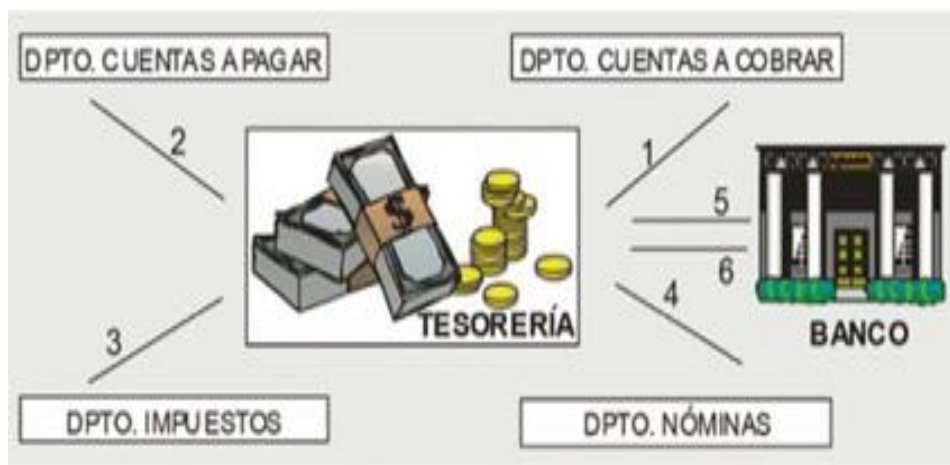 DPTO. CUENTAS A PAGAR
DPTO. CUENTAS A COBRAR
2
1
5
6
4
3
$
TESORERÍA
BANCO
DPTO. IMPUESTOS
DPTO. NÓMINAS